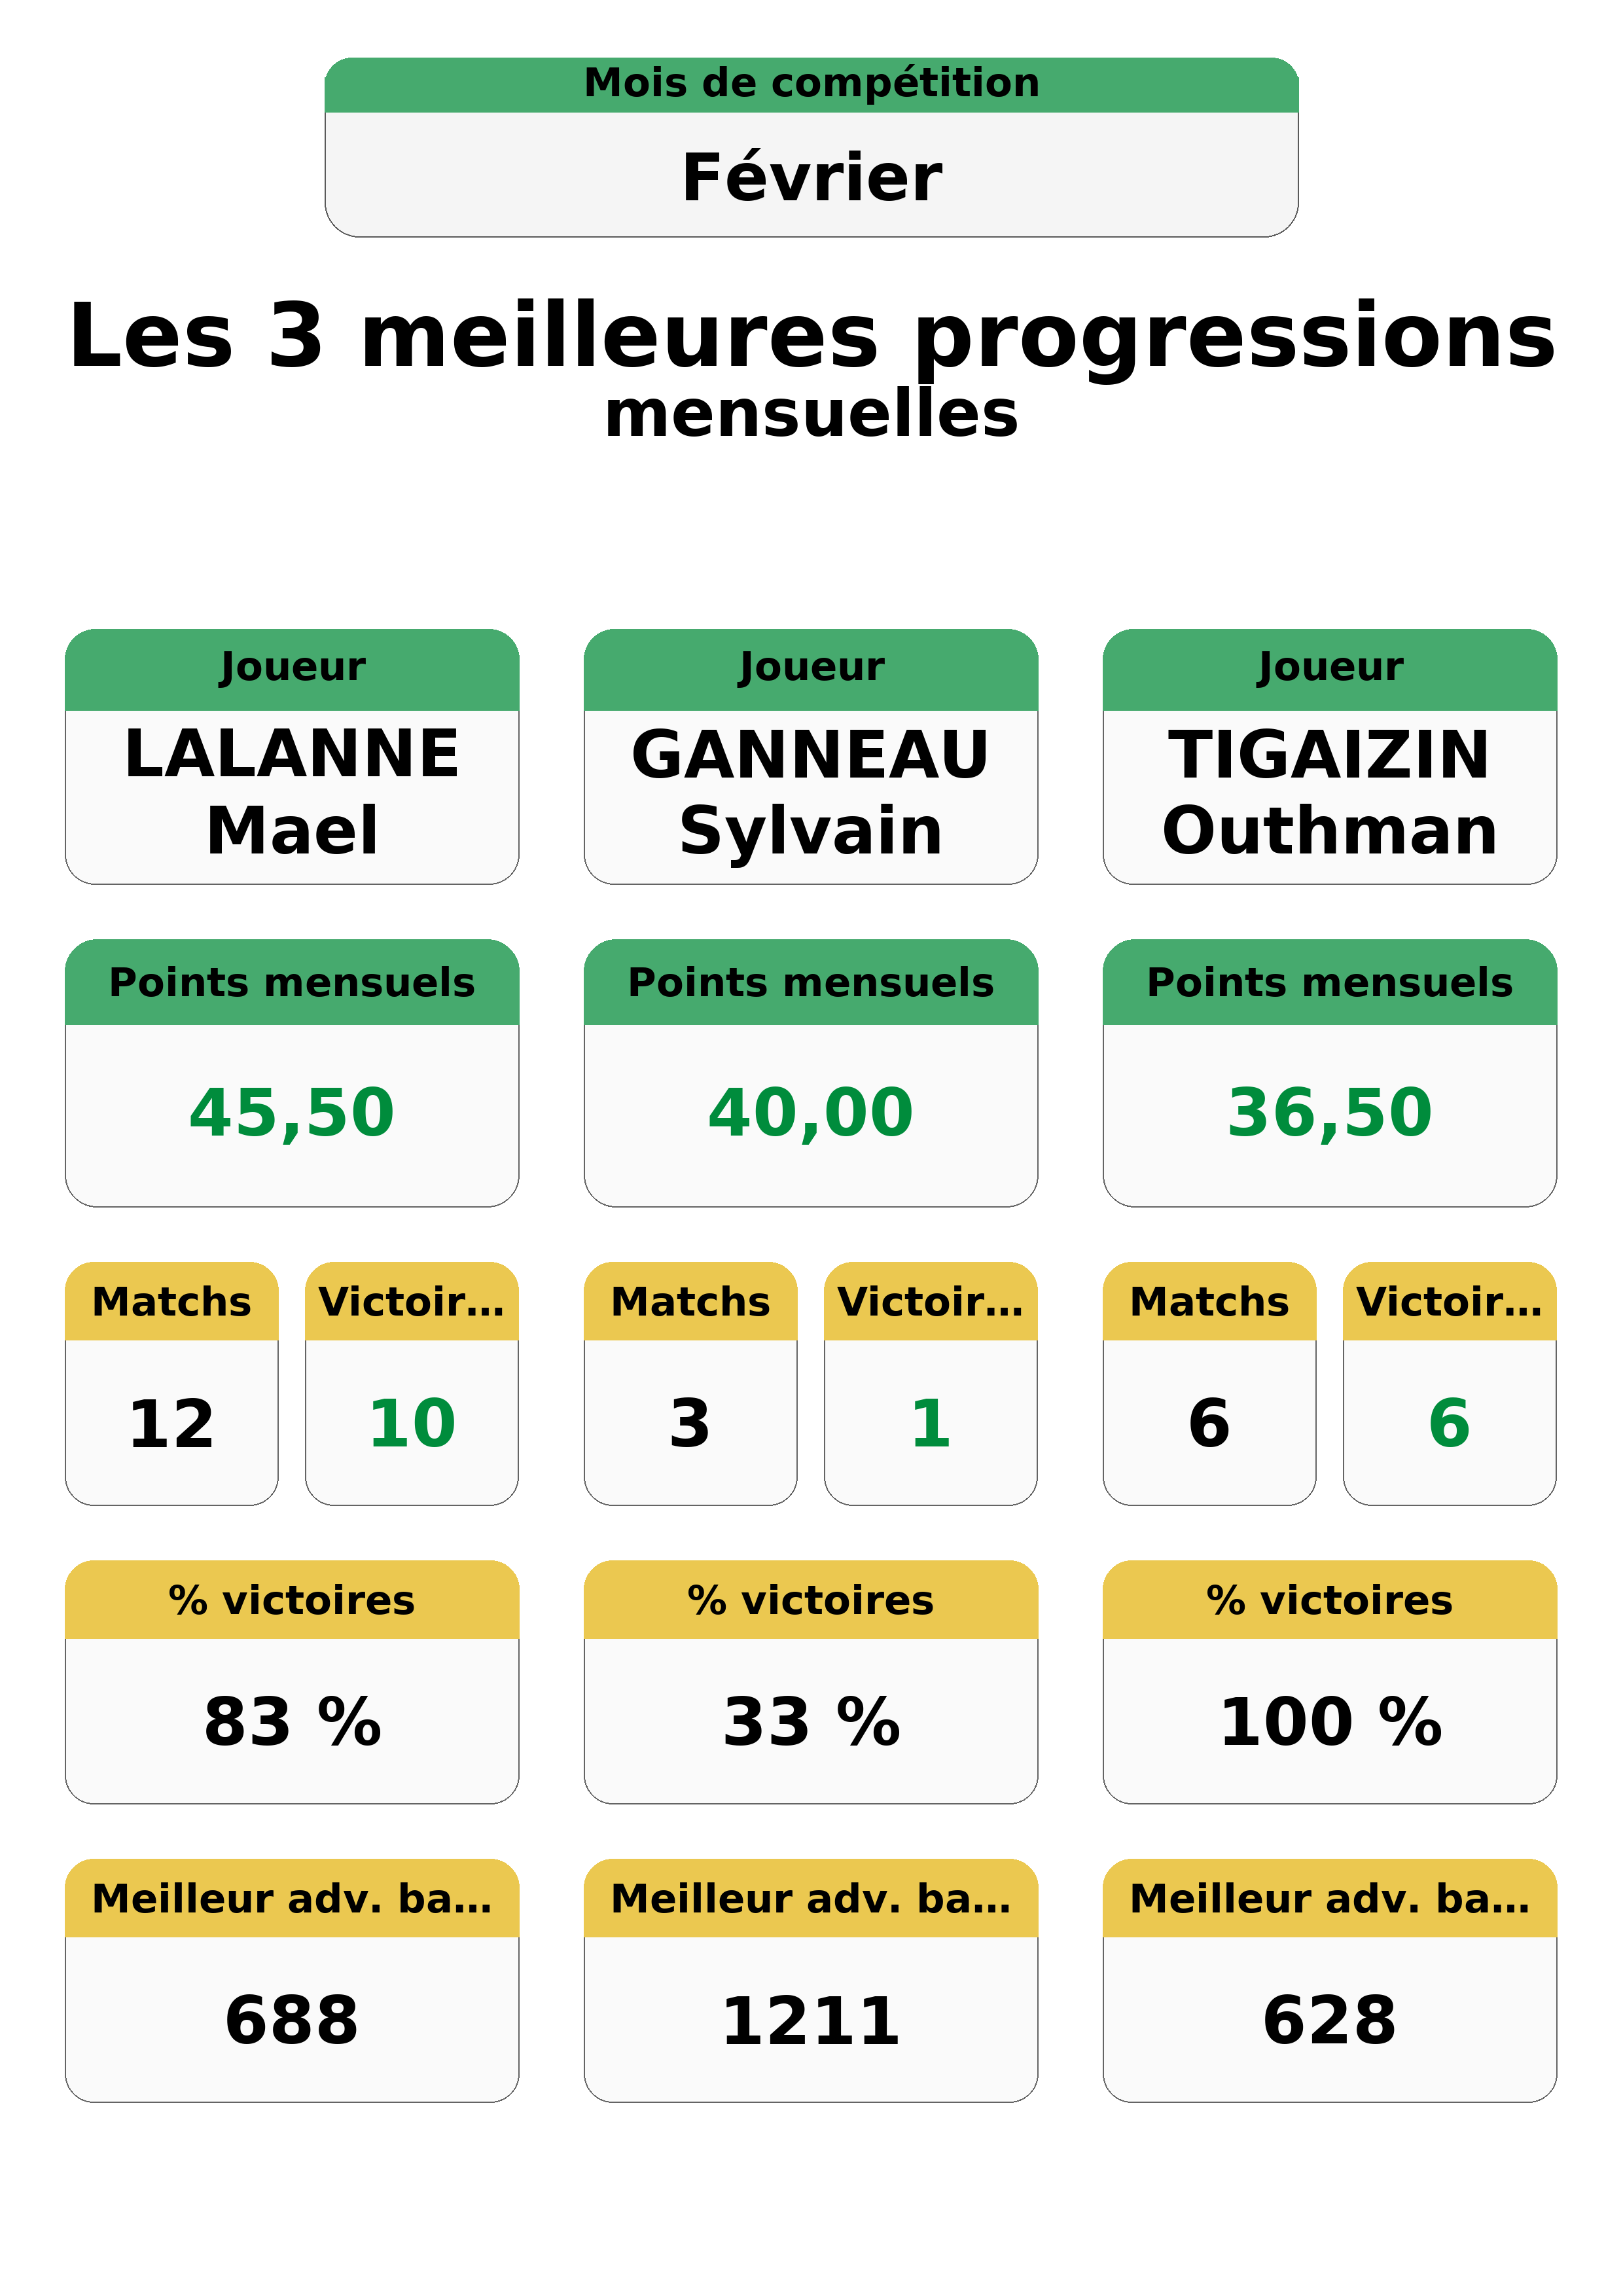 Mois de compétition
Février
Les 3 meilleures progressions
mensuelles
Joueur Joueur Joueur
LALANNE GANNEAU TIGAIZIN
Mael Sylvain Outhman
Points mensuels Points mensuels Points mensuels
45,50 40,00 36,50
Matchs Victoir... Matchs Victoir... Matchs Victoir...
12 10 3 1 6 6
% victoires % victoires % victoires
83 % 33 % 100 %
Meilleur adv. ba... Meilleur adv. ba... Meilleur adv. ba...
688 1211 628